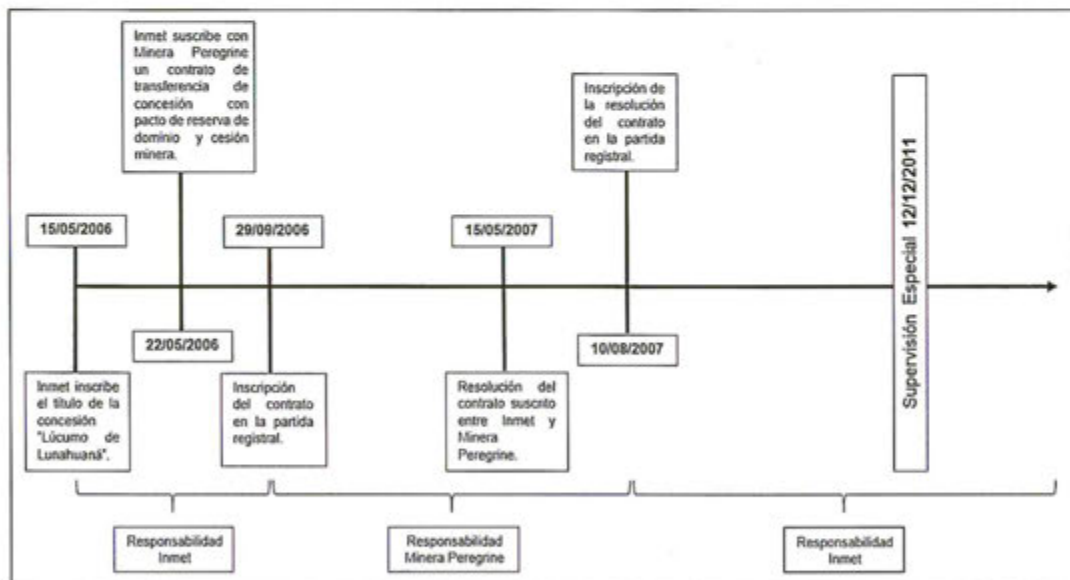 Inmet suscribe con
Minera Peregrine
un contrato de
transferencia de
concesión con
pacto de reserva de
dominio y cesión
minera.
Inscripción de
la resolución
del contrato en
la partida
registral.
15/05/2006
29/09/2006
15/05/2007
Supervisión Especial 12/12/2011
22/05/2006
10/08/2007
Inmet inscribe
el título de la
concesión
"Lúcumo de
Lunahuaná".
Inscripción
del contrato
en la partida
registral.
Resolución del
contrato suscrito
entre Inmet y
Minera
Peregrine.
Responsabilidad
Inmet
Responsabilidad
Minera Peregrine
Responsabilidad
Inmet